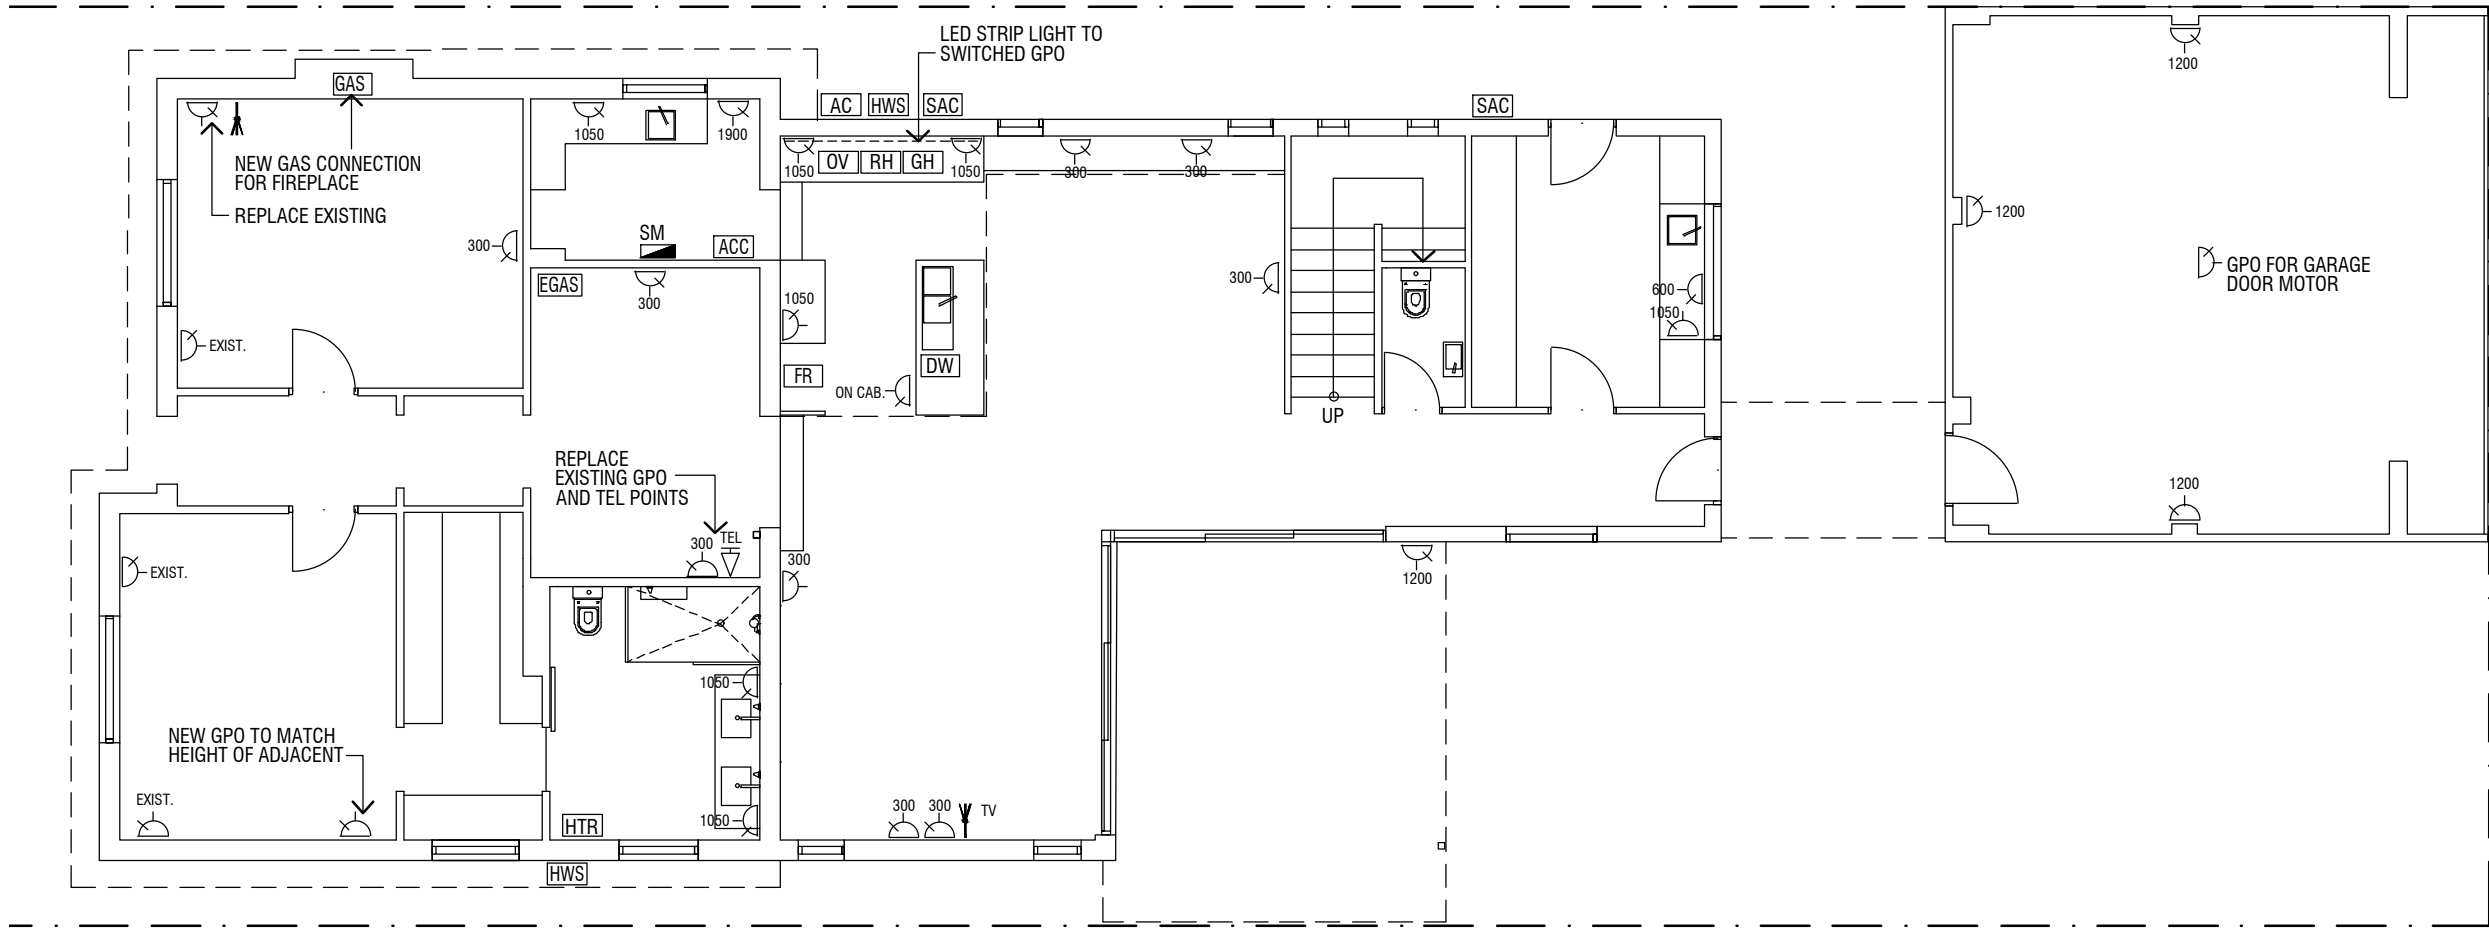 LED STRIP LIGHT TO
SWITCHED GPO
1200
GAS
AC HWS SAC
SAC
1050
1900
1050
OV RH GH
1050
300
300
NEW GAS CONNECTION
FOR FIREPLACE
REPLACE EXISTING
1200
SM
ACC
300
EGAS
300
1050
300
600
1050
GPO FOR GARAGE
DOOR MOTOR
EXIST.
FR
DW
ON CAB.
UP
REPLACE
EXISTING GPO
AND TEL POINTS
1200
300
TEL
300
EXIST.
1200
1050
NEW GPO TO MATCH
HEIGHT OF ADJACENT
EXIST.
1050
HTR
300
300
TV
HWS